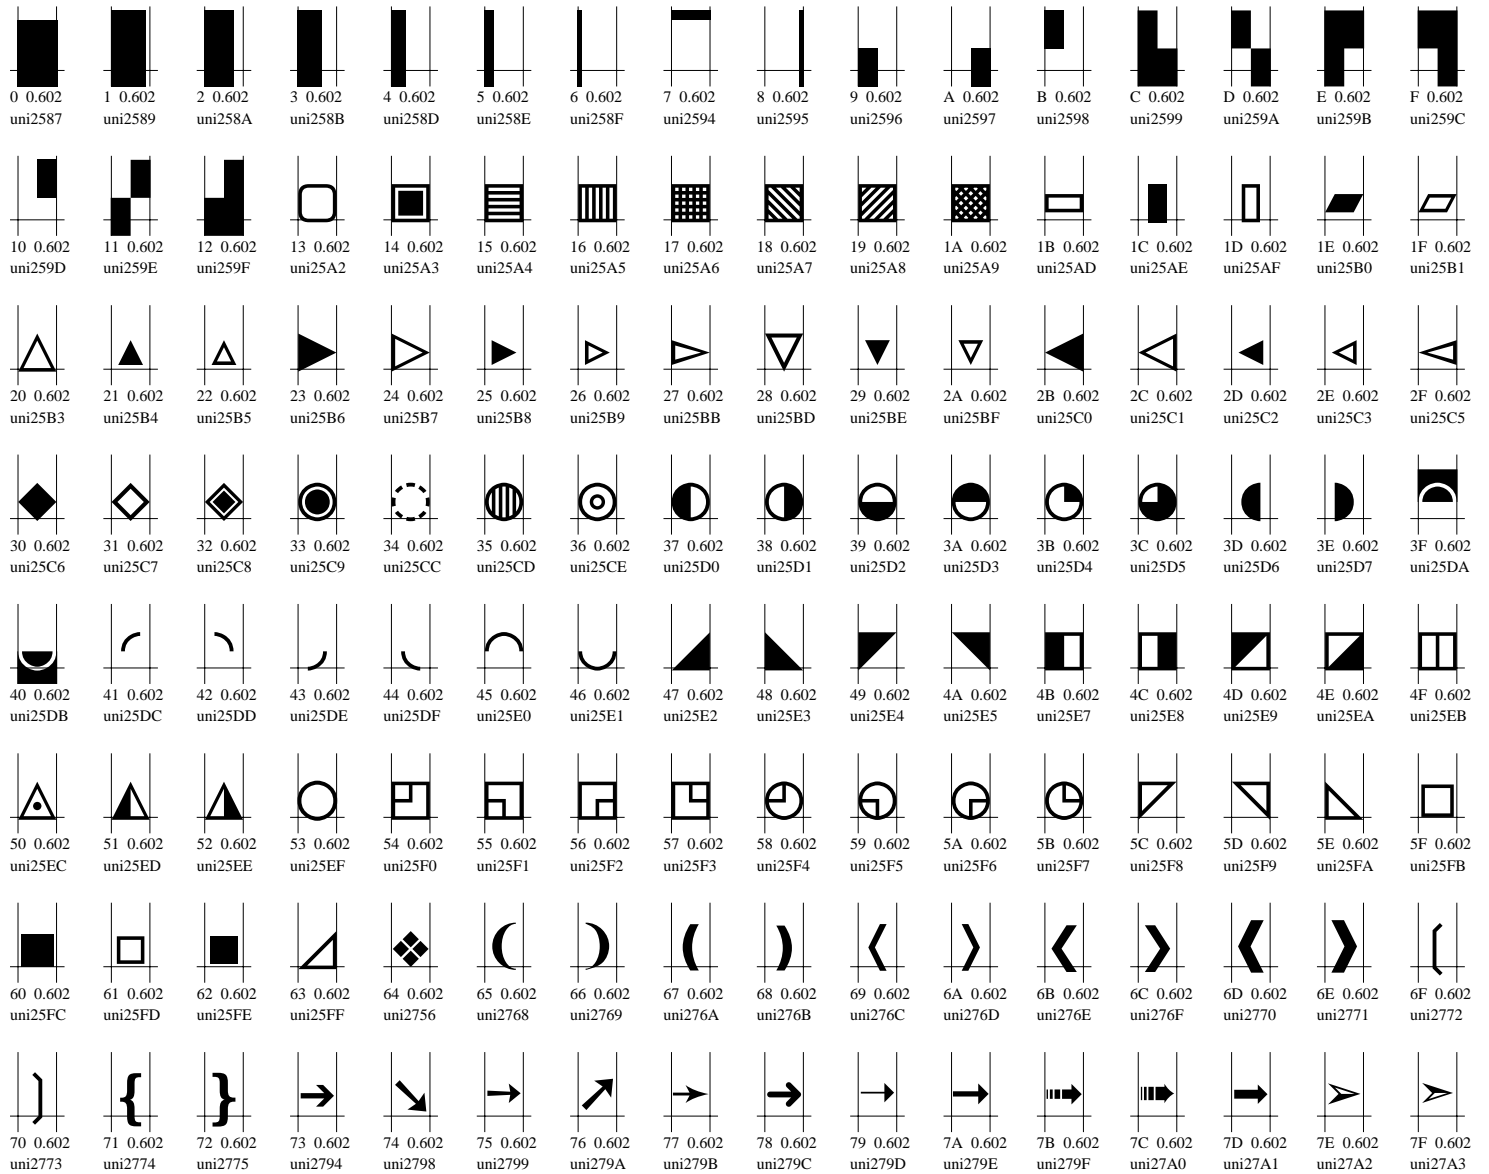 0 0.602 1 0.602 2 0.602 3 0.602 4 0.602 5 0.602 6 0.602 7 0.602 8 0.602 9 0.602 A 0.602 B 0.602 C 0.602 D 0.602 E 0.602 F 0.602
uni2587 uni2589 uni258A uni258B uni258D uni258E uni258F uni2594 uni2595 uni2596 uni2597 uni2598 uni2599 uni259A uni259B uni259C
10 0.602 11 0.602 12 0.602 13 0.602 14 0.602 15 0.602 16 0.602 17 0.602 18 0.602 19 0.602 1A 0.602 1B 0.602 1C 0.602 1D 0.602 1E 0.602 1F 0.602
uni259D uni259E uni259F uni25A2 uni25A3 uni25A4 uni25A5 uni25A6 uni25A7 uni25A8 uni25A9 uni25AD uni25AE uni25AF uni25B0 uni25B1
20 0.602 21 0.602 22 0.602 23 0.602 24 0.602 25 0.602 26 0.602 27 0.602 28 0.602 29 0.602 2A 0.602 2B 0.602 2C 0.602 2D 0.602 2E 0.602 2F 0.602
uni25B3 uni25B4 uni25B5 uni25B6 uni25B7 uni25B8 uni25B9 uni25BB uni25BD uni25BE uni25BF uni25C0 uni25C1 uni25C2 uni25C3 uni25C5
30 0.602 31 0.602 32 0.602 33 0.602 34 0.602 35 0.602 36 0.602 37 0.602 38 0.602 39 0.602 3A 0.602 3B 0.602 3C 0.602 3D 0.602 3E 0.602 3F 0.602
uni25C6 uni25C7 uni25C8 uni25C9 uni25CC uni25CD uni25CE uni25D0 uni25D1 uni25D2 uni25D3 uni25D4 uni25D5 uni25D6 uni25D7 uni25DA
40 0.602 41 0.602 42 0.602 43 0.602 44 0.602 45 0.602 46 0.602 47 0.602 48 0.602 49 0.602 4A 0.602 4B 0.602 4C 0.602 4D 0.602 4E 0.602 4F 0.602
uni25DB uni25DC uni25DD uni25DE uni25DF uni25E0 uni25E1 uni25E2 uni25E3 uni25E4 uni25E5 uni25E7 uni25E8 uni25E9 uni25EA uni25EB
50 0.602 51 0.602 52 0.602 53 0.602 54 0.602 55 0.602 56 0.602 57 0.602 58 0.602 59 0.602 5A 0.602 5B 0.602 5C 0.602 5D 0.602 5E 0.602 5F 0.602
uni25EC uni25ED uni25EE uni25EF uni25F0 uni25F1 uni25F2 uni25F3 uni25F4 uni25F5 uni25F6 uni25F7 uni25F8 uni25F9 uni25FA uni25FB
60 0.602 61 0.602 62 0.602 63 0.602 64 0.602 65 0.602 66 0.602 67 0.602 68 0.602 69 0.602 6A 0.602 6B 0.602 6C 0.602 6D 0.602 6E 0.602 6F 0.602
uni25FC uni25FD uni25FE uni25FF uni2756 uni2768 uni2769 uni276A uni276B uni276C uni276D uni276E uni276F uni2770 uni2771 uni2772
70 0.602 71 0.602 72 0.602 73 0.602 74 0.602 75 0.602 76 0.602 77 0.602 78 0.602 79 0.602 7A 0.602 7B 0.602 7C 0.602 7D 0.602 7E 0.602 7F 0.602
uni2773 uni2774 uni2775 uni2794 uni2798 uni2799 uni279A uni279B uni279C uni279D uni279E uni279F uni27A0 uni27A1 uni27A2 uni27A3